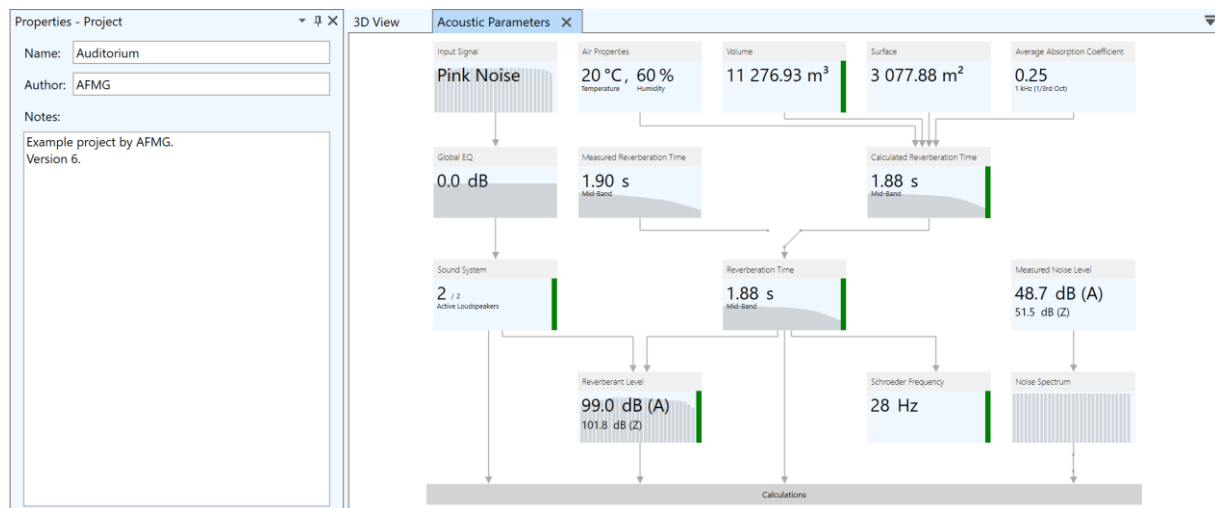 Properties - Project
Name: Auditorium
Author: AFMG
Notes:
Example project by AFMG.
Version 6.
3D View
Acoustic Parameters
Input Signal
Pink Noise
Air Properties
20 °C, 60 %
Temperature Humidity
Volume
11 276.93 m³
Surface
3 077.88 m²
Average Absorption Coefficient
0.25
1 kHz (1/3rd Oct)
Global EQ
0.0 dB
Measured Reverberation Time
1.90 s
Mid-Band
Calculated Reverberation Time
1.88 s
Mid-Band
Sound System
2 / 2
Active Loudspeakers
Reverberation Time
1.88 s
Mid-Band
Measured Noise Level
48.7 dB (A)
51.5 dB (Z)
Reverberant Level
99.0 dB (A)
101.8 dB (Z)
Schroeder Frequency
28 Hz
Noise Spectrum
Calculations